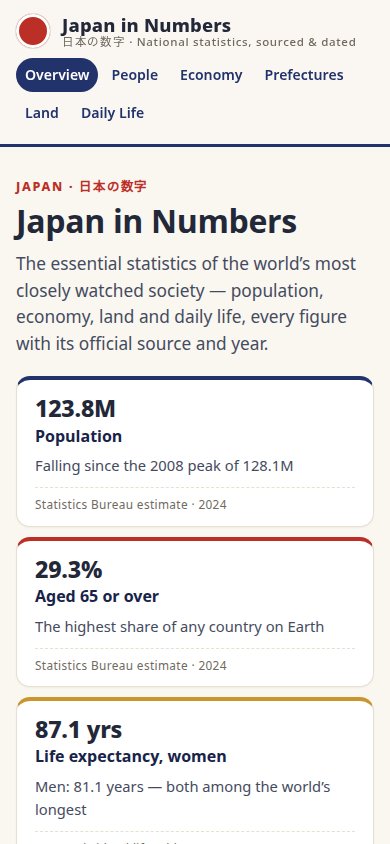 Japan in Numbers
日本の数字 · National statistics, sourced & dated
Overview People Economy Prefectures
Land Daily Life
JAPAN · 日本の数字
Japan in Numbers
The essential statistics of the world’s most
closely watched society — population,
economy, land and daily life, every figure
with its official source and year.
123.8M
Population
Falling since the 2008 peak of 128.1M
Statistics Bureau estimate · 2024
29.3%
Aged 65 or over
The highest share of any country on Earth
Statistics Bureau estimate · 2024
87.1 yrs
Life expectancy, women
Men: 81.1 years — both among the world’s
longest